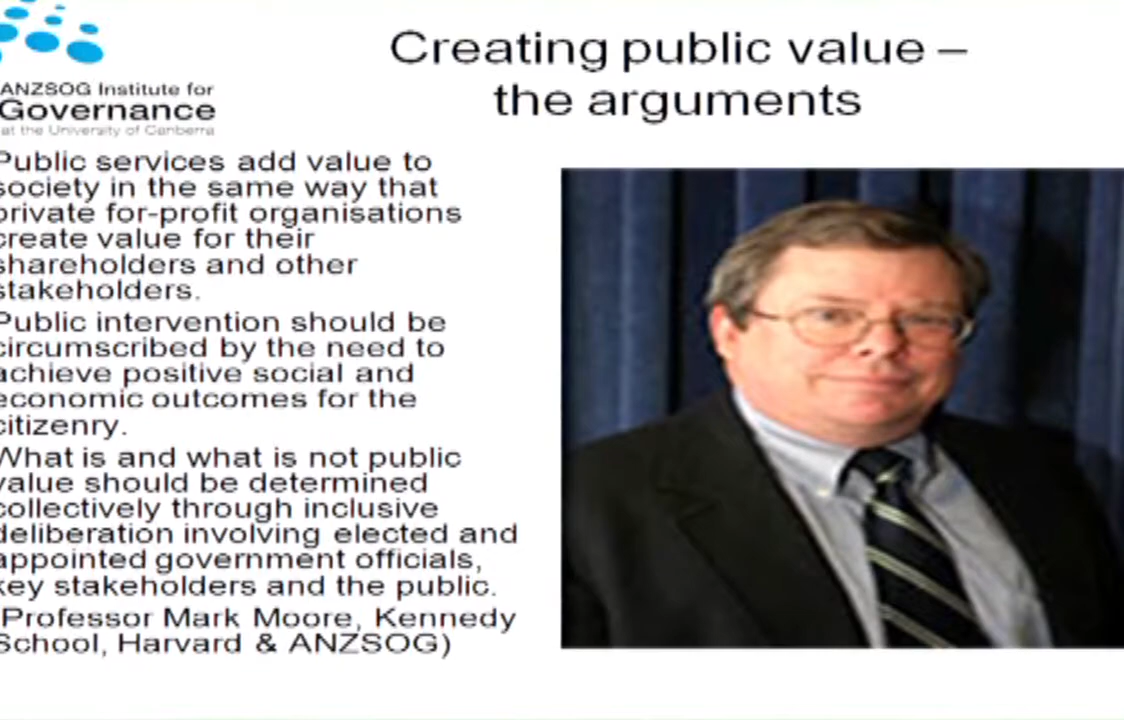 ANZSOG Institute for
Governance
at the University of Canberra
Creating public value –
the arguments
Public services add value to
society in the same way that
private for-profit organisations
create value for their
shareholders and other
stakeholders.
Public intervention should be
circumscribed by the need to
achieve positive social and
economic outcomes for the
citizenry.
What is and what is not public
value should be determined
collectively through inclusive
deliberation involving elected and
appointed government officials,
key stakeholders and the public.
(Professor Mark Moore, Kennedy
School, Harvard & ANZSOG)